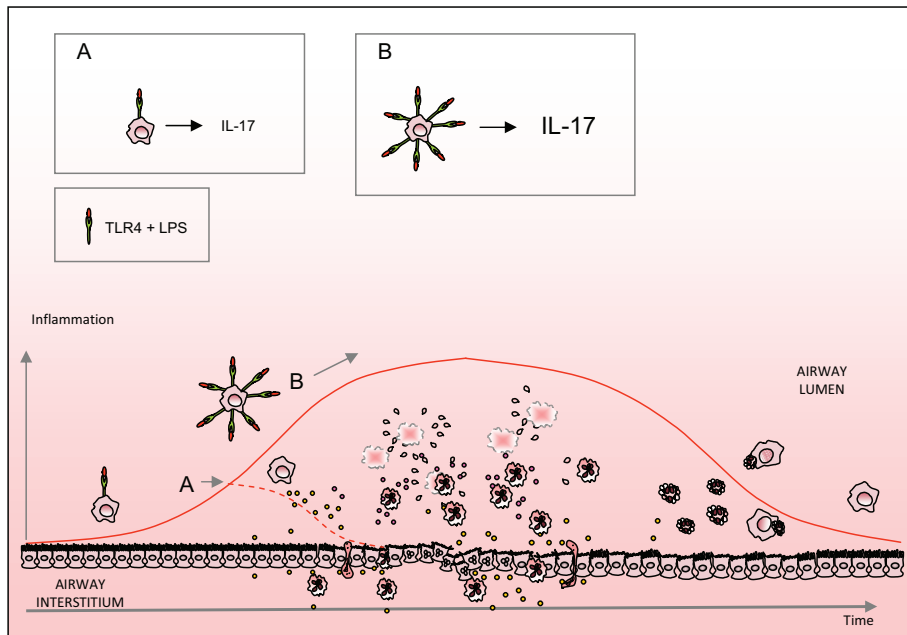 A
IL-17
B
IL-17
TLR4 + LPS
Inflammation
B
A
AIRWAY
LUMEN
AIRWAY
INTERSTITIUM
Time